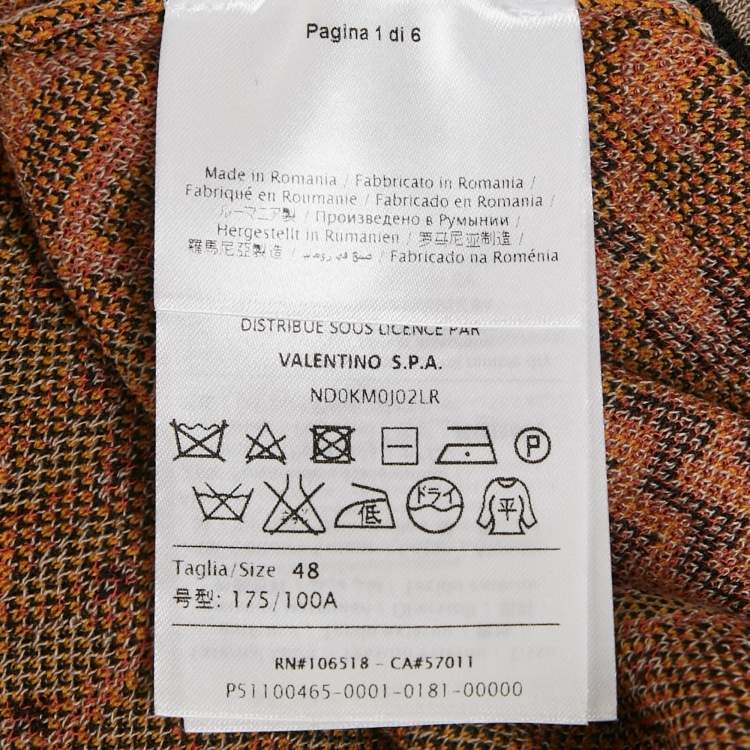 Pagina 1 di 6
Made in Romania / Fabbricato in Romania /
Fabriqué en Roumanie / Fabricado en Romania /
ルーマニア製 / Произведено в Румынии /
Hergestellt in Rumänien / 罗马尼亚制造 /
羅馬尼亞製造 / صنع في رومانيا / Fabricado na Roménia
DISTRIBUE SOUS LICENCE PAR
VALENTINO S.P.A.
ND0KM0J02LR
P
低 ドライ 平
Taglia/Size 48
号型: 175/100A
RN#106518 - CA#57011
P51100465-0001-0181-00000